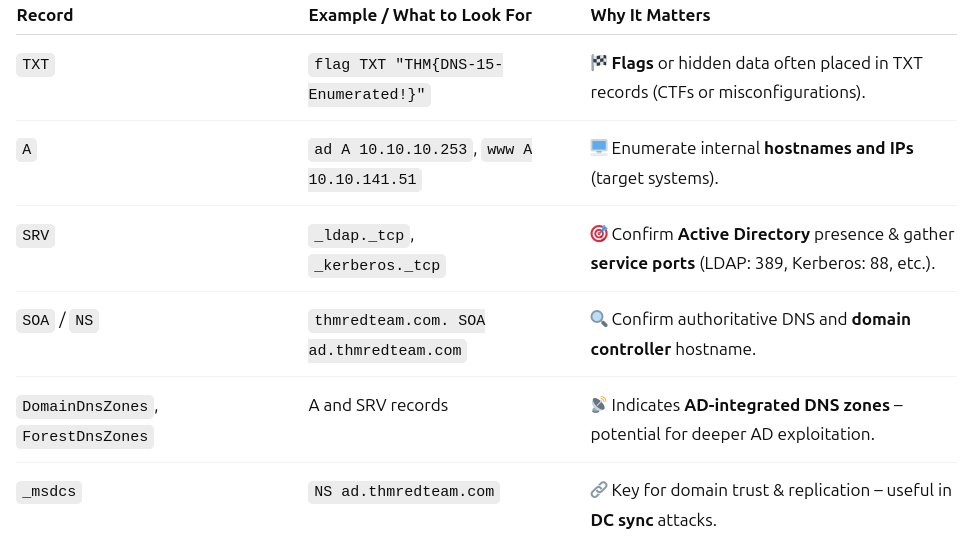 Record Example / What to Look For Why It Matters
TXT flag TXT "THM{DNS-15- Flags or hidden data often placed in TXT
Enumerated!}" records (CTFs or misconfigurations).
A ad A 10.10.10.253, www A Enumerate internal hostnames and IPs
10.10.141.51 (target systems).
SRV _ldap._tcp, Confirm Active Directory presence & gather
_kerberos._tcp service ports (LDAP: 389, Kerberos: 88, etc.).
SOA / NS thmredteam.com. SOA Confirm authoritative DNS and domain
ad.thmredteam.com controller hostname.
DomainDnsZones, A and SRV records Indicates AD-integrated DNS zones –
ForestDnsZones potential for deeper AD exploitation.
_msdcs NS ad.thmredteam.com Key for domain trust & replication – useful in
DC sync attacks.